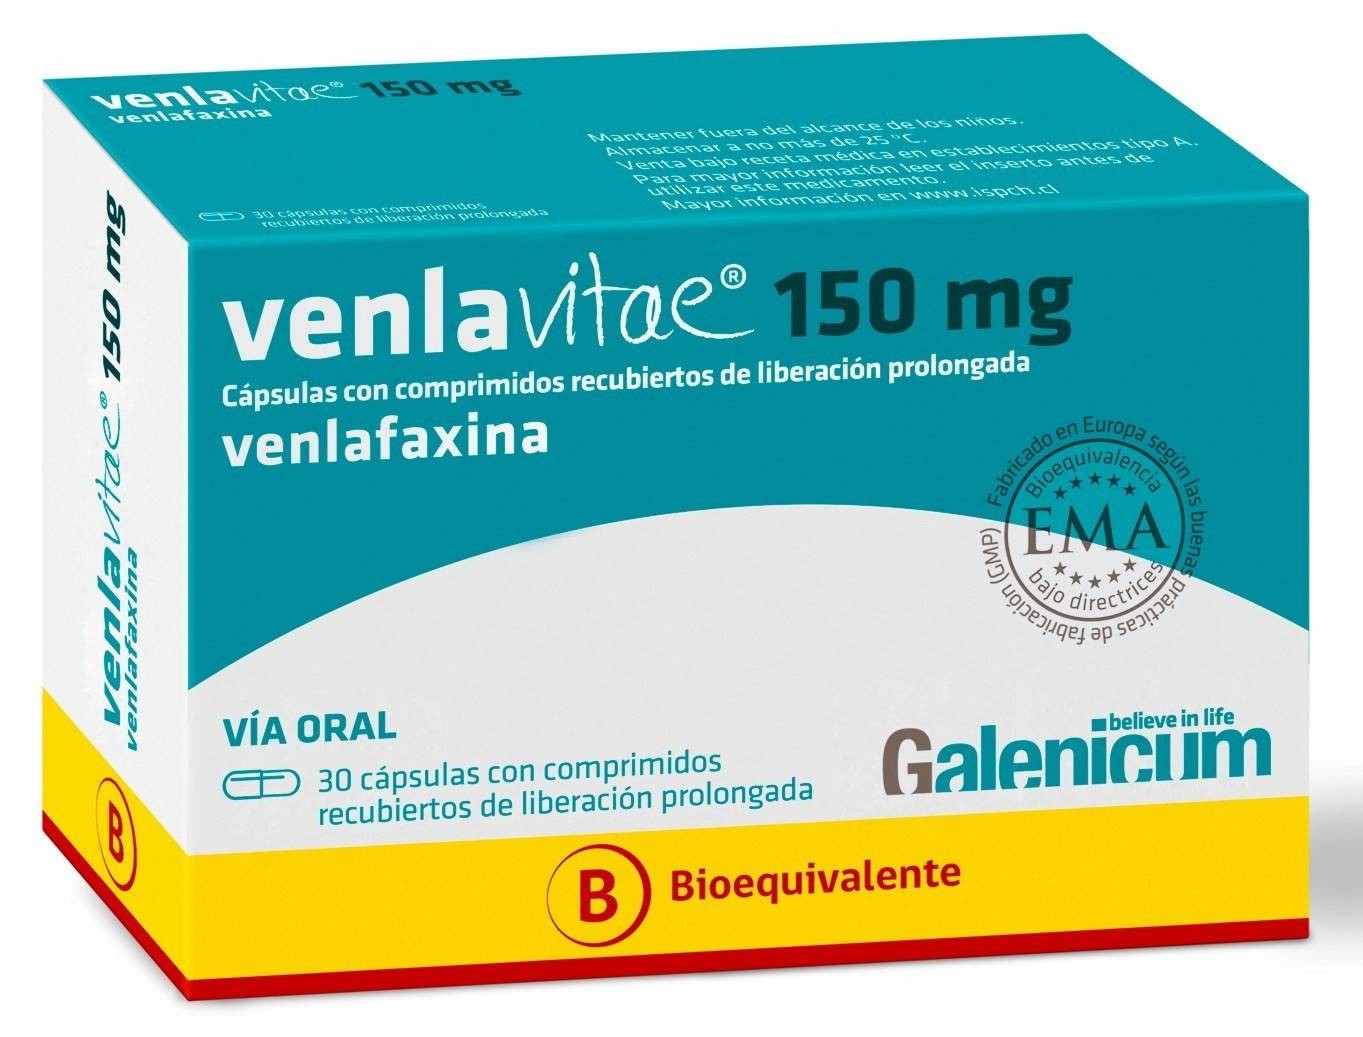 venlavitae® 150 mg
venlafaxina
30 cápsulas con comprimidos
recubiertos de liberación prolongada
Mantener fuera del alcance de los niños.
Almacenar a no más de 25 °C.
Venta bajo receta médica en establecimientos tipo A.
Para mayor información leer el inserto antes de
utilizar este medicamento.
Mayor información en www.ispch.cl
venlavitae® 150 mg
venlafaxina
B
venlavitae® 150 mg
Cápsulas con comprimidos recubiertos de liberación prolongada
venlafaxina
Fabricado en Europa según las buenas prácticas de fabricación (GMP)
Bioequivalencia
EMA
bajo directrices
VÍA ORAL
30 cápsulas con comprimidos
recubiertos de liberación prolongada
believe in life
Galenicum
B Bioequivalente